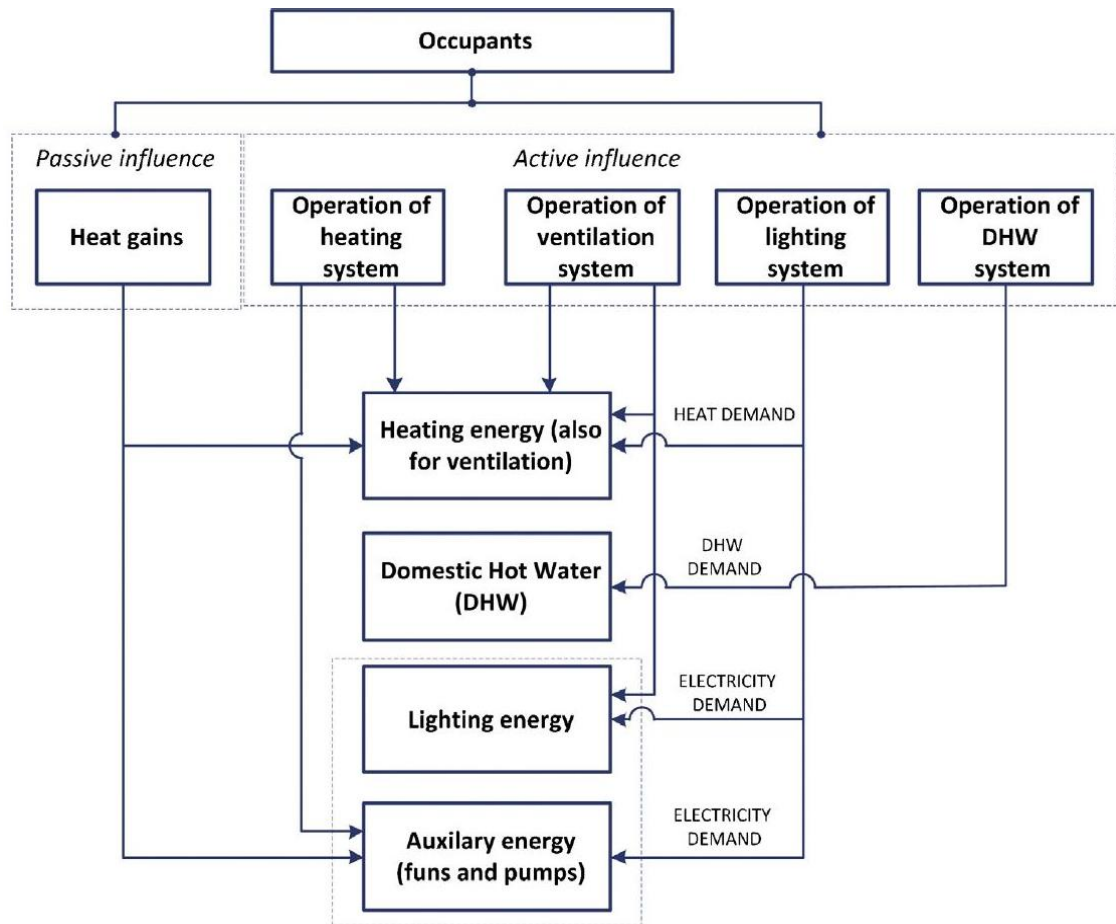 Occupants
Passive influence
Active influence
Heat gains
Operation of
heating
system
Operation of
ventilation
system
Operation of
lighting
system
Operation of
DHW
system
Heating energy (also
for ventilation)
HEAT DEMAND
Domestic Hot Water
(DHW)
DHW
DEMAND
Lighting energy
ELECTRICITY
DEMAND
Auxilary energy
(funs and pumps)
ELECTRICITY
DEMAND